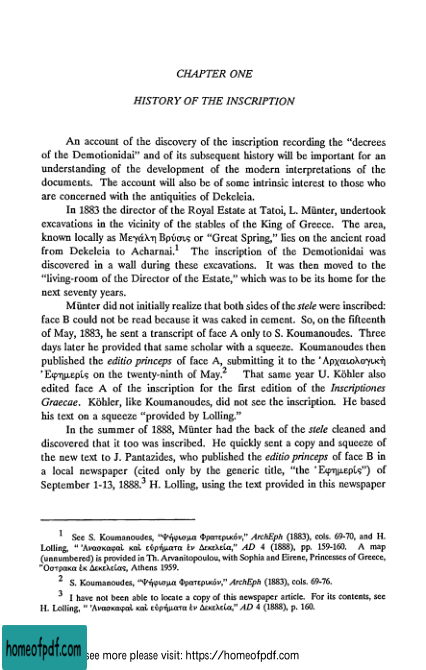 CHAPTER ONE
HISTORY OF THE INSCRIPTION
An account of the discovery of the inscription recording the "decrees
of the Demotionidai" and of its subsequent history will be important for an
understanding of the development of the modern interpretations of the
documents. The account will also be of some intrinsic interest to those who
are concerned with the antiquities of Dekeleia.
In 1883 the director of the Royal Estate at Tatoi, L. Münter, undertook
excavations in the vicinity of the stables of the King of Greece. The area,
known locally as Μεγάλη Βρύσις or "Great Spring," lies on the ancient road
from Dekeleia to Acharnai.1 The inscription of the Demotionidai was
discovered in a wall during these excavations. It was then moved to the
"living-room of the Director of the Estate," which was to be its home for the
next seventy years.
Münter did not initially realize that both sides of the stele were inscribed:
face B could not be read because it was caked in cement. So, on the fifteenth
of May, 1883, he sent a transcript of face A only to S. Koumanoudes. Three
days later he provided that same scholar with a squeeze. Koumanoudes then
published the editio princeps of face A, submitting it to the 'Αρχαιολογική
'Εφημερίς on the twenty-ninth of May.2 That same year U. Köhler also
edited face A of the inscription for the first edition of the Inscriptiones
Graecae. Köhler, like Koumanoudes, did not see the inscription. He based
his text on a squeeze "provided by Lolling."
In the summer of 1888, Münter had the back of the stele cleaned and
discovered that it too was inscribed. He quickly sent a copy and squeeze of
the new text to J. Pantazides, who published the editio princeps of face B in
a local newspaper (cited only by the generic title, "the 'Εφημερίς") of
September 1-13, 1888.3 H. Lolling, using the text provided in this newspaper
1 See S. Koumanoudes, "Ψήφισμα Φρατερικόν," ArchEph (1883), cols. 69-70, and H.
Lolling, " 'Ανασκαφαὶ καὶ εὑρήματα ἐν Δεκελείᾳ," AD 4 (1888), pp. 159-160. A map
(unnumbered) is provided in Th. Arvanitopoulou, with Sophia and Eirene, Princesses of Greece,
"Οστρακα ἐκ Δεκελείας, Athens 1959.
2 S. Koumanoudes, "Ψήφισμα Φρατερικόν," ArchEph (1883), cols. 69-76.
3 I have not been able to locate a copy of this newspaper article. For its contents, see
H. Lolling, " 'Ανασκαφαὶ καὶ εὑρήματα ἐν Δεκελείᾳ," AD 4 (1888), p. 160.
homeofpdf.com
see more please visit: https://homeofpdf.com